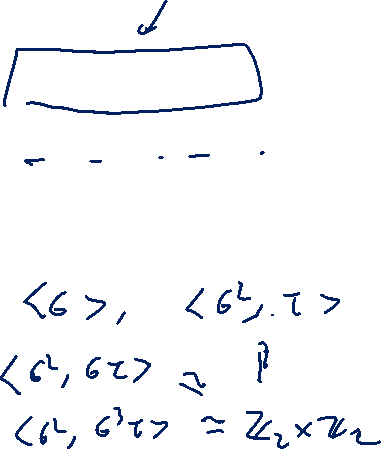 <σ>, <σ², τ>
<σ², στ> ≃
<σ², σ³τ> ≃ ℤ₂×ℤ₂